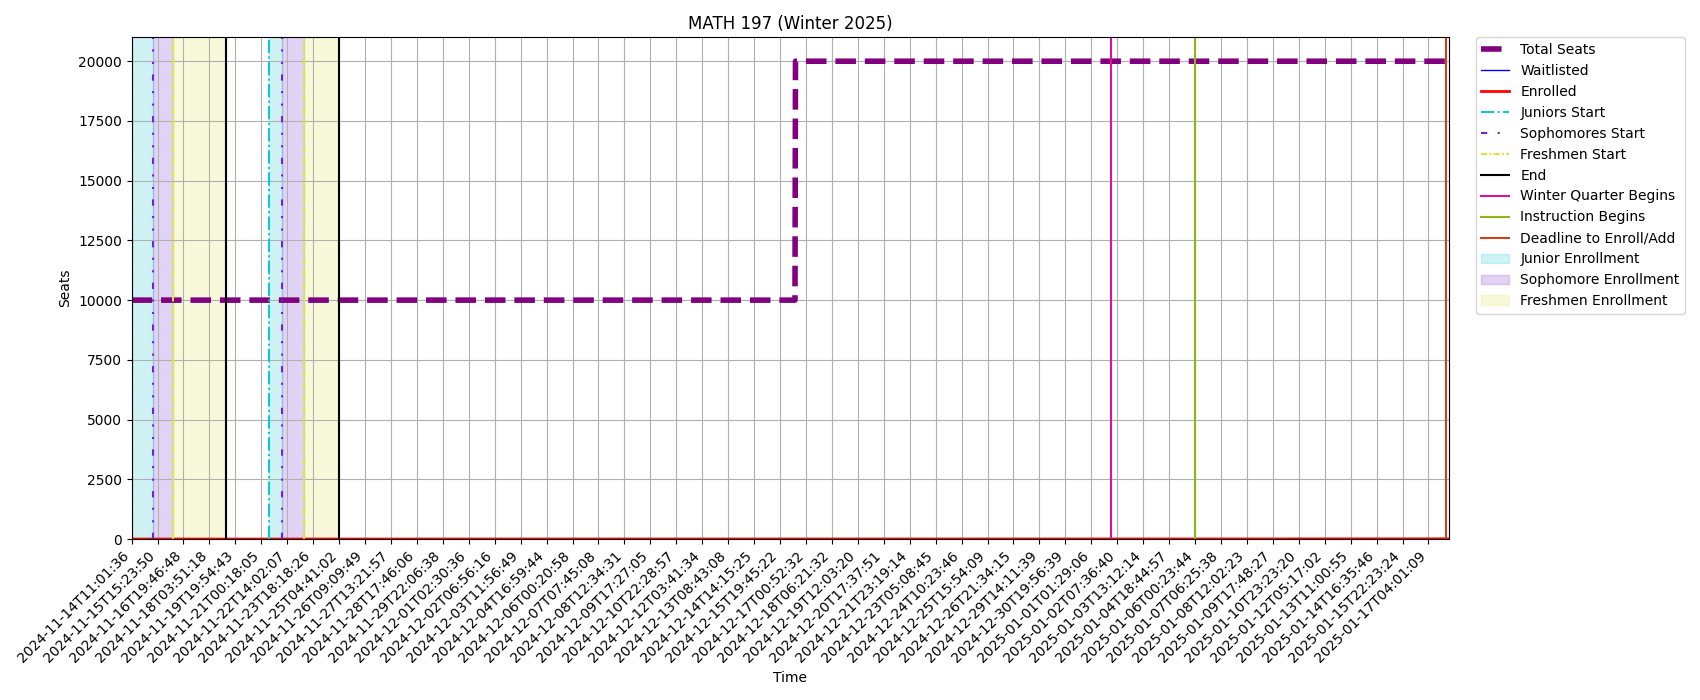 MATH 197 (Winter 2025)
Seats
20000
17500
15000
12500
10000
7500
5000
2500
0
2024-11-14T11:01:36
2024-11-15T15:23:50
2024-11-16T19:46:48
2024-11-18T03:51:18
2024-11-19T19:54:43
2024-11-21T00:18:05
2024-11-22T14:02:07
2024-11-23T18:18:26
2024-11-25T04:41:02
2024-11-26T09:09:49
2024-11-27T13:21:57
2024-11-28T17:46:06
2024-11-29T22:06:38
2024-12-01T02:30:36
2024-12-02T06:56:16
2024-12-03T11:56:49
2024-12-04T16:59:44
2024-12-06T00:20:58
2024-12-07T07:45:08
2024-12-08T12:34:31
2024-12-09T17:27:05
2024-12-10T22:28:57
2024-12-12T03:41:34
2024-12-13T08:43:08
2024-12-14T14:15:25
2024-12-15T19:45:22
2024-12-17T00:52:32
2024-12-18T06:21:32
2024-12-19T12:03:20
2024-12-20T17:37:51
2024-12-21T23:19:14
2024-12-23T05:08:45
2024-12-24T10:23:46
2024-12-25T15:54:09
2024-12-26T21:34:15
2024-12-29T14:11:39
2024-12-30T19:56:39
2025-01-01T01:29:06
2025-01-02T07:36:40
2025-01-03T13:12:14
2025-01-04T18:44:57
2025-01-06T00:23:44
2025-01-07T06:25:38
2025-01-08T12:02:23
2025-01-09T17:48:27
2025-01-10T23:23:20
2025-01-12T05:17:02
2025-01-13T11:00:55
2025-01-14T16:35:46
2025-01-15T22:23:24
2025-01-17T04:01:09
Time
Total Seats
Waitlisted
Enrolled
Juniors Start
Sophomores Start
Freshmen Start
End
Winter Quarter Begins
Instruction Begins
Deadline to Enroll/Add
Junior Enrollment
Sophomore Enrollment
Freshmen Enrollment